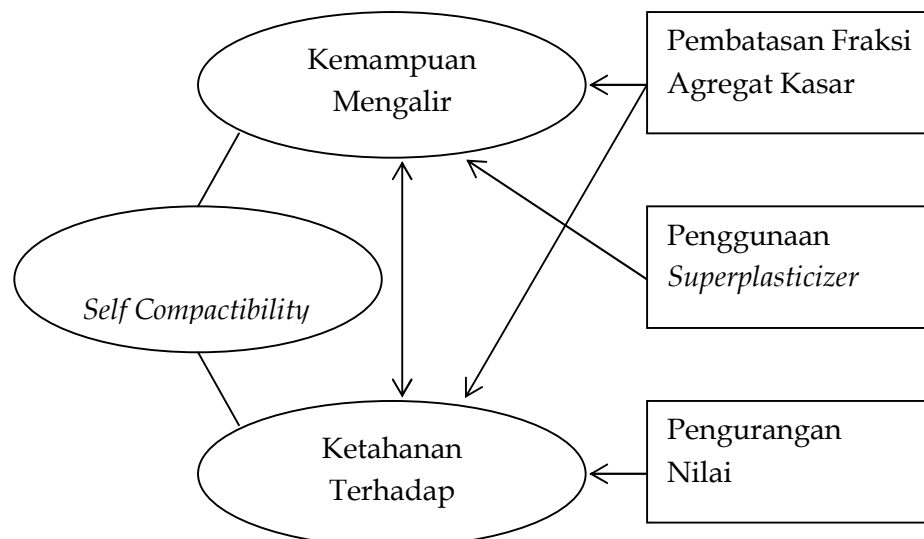 Kemampuan
Mengalir
Pembatasan Fraksi
Agregat Kasar
Self Compactibility
Penggunaan
Superplasticizer
Ketahanan
Terhadap
Pengurangan
Nilai